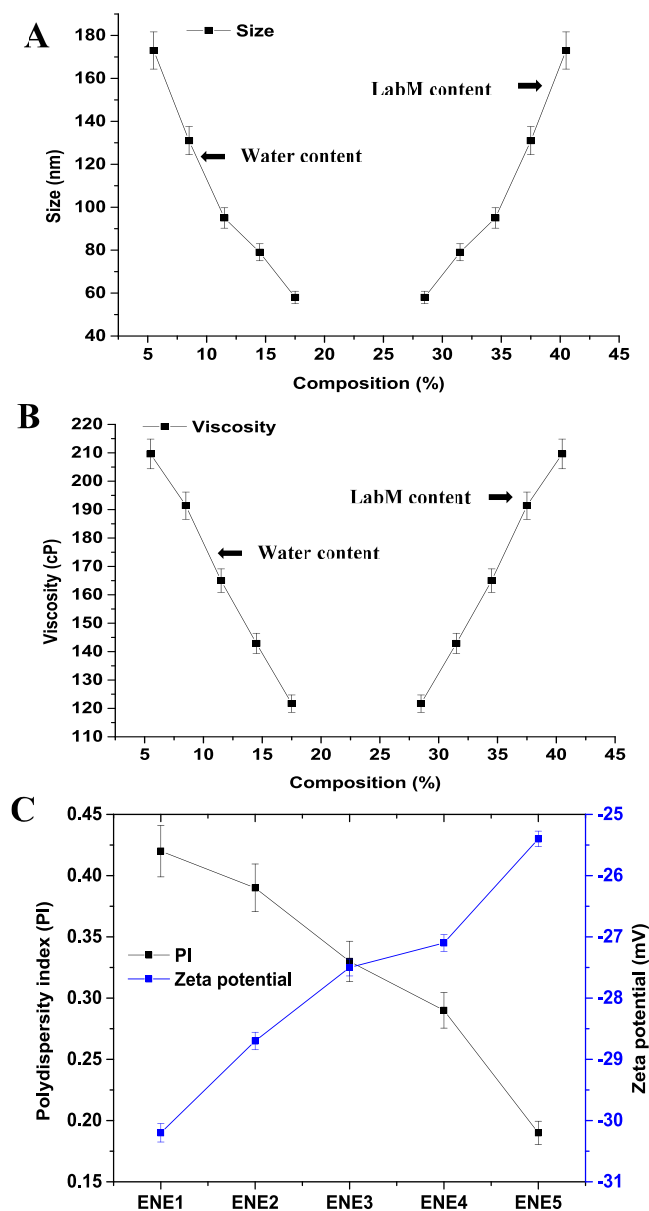 A
Size
180
160
140
120
100
80
60
40
Size (nm)
LabM content
Water content
5 10 15 20 25 30 35 40 45
Composition (%)
B
Viscosity
220
210
200
190
180
170
160
150
140
130
120
110
Viscosity (cP)
LabM content
Water content
5 10 15 20 25 30 35 40 45
Composition (%)
C
0.45
0.40
0.35
0.30
0.25
0.20
0.15
Polydispersity index (PI)
PI
Zeta potential
-25
-26
-27
-28
-29
-30
-31
Zeta potential (mV)
ENE1 ENE2 ENE3 ENE4 ENE5